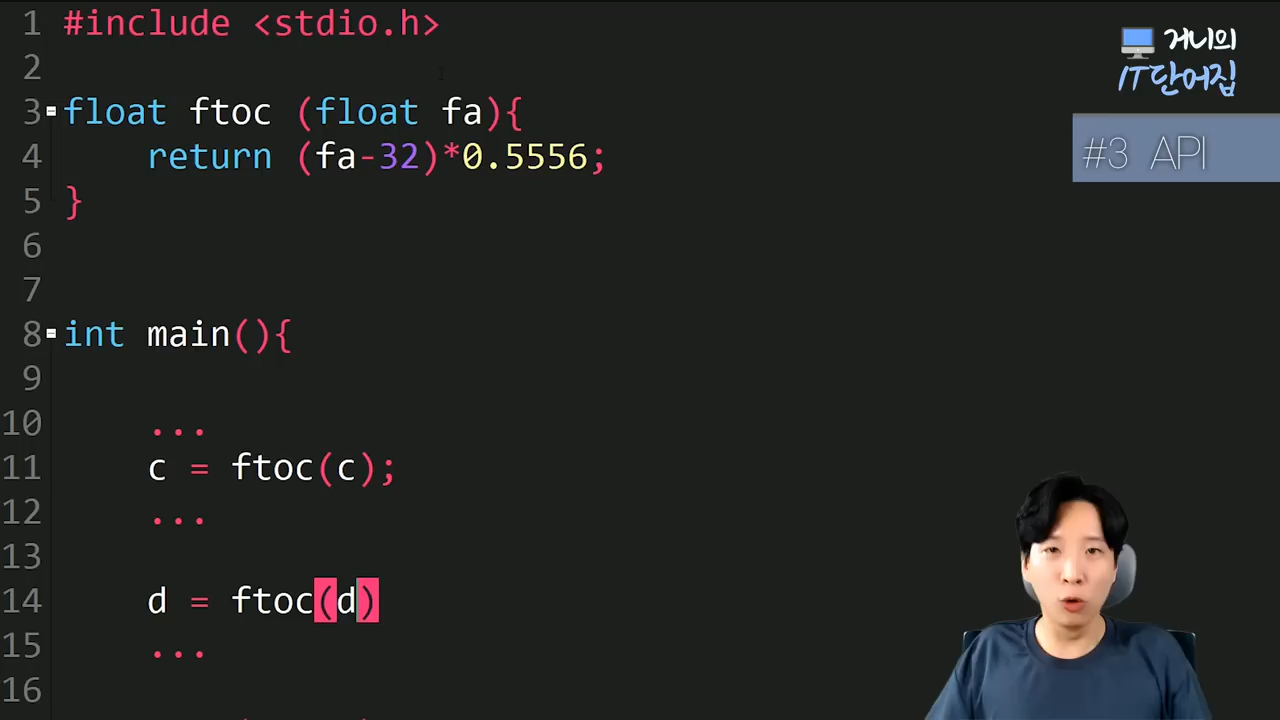 1 #include <stdio.h>
2
3 float ftoc (float fa){
4 return (fa-32)*0.5556;
5 }
6
7
8 int main(){
9
10 ...
11 c = ftoc(c);
12 ...
13
14 d = ftoc(d)
15 ...
16
거니의
IT단어집
#3 API